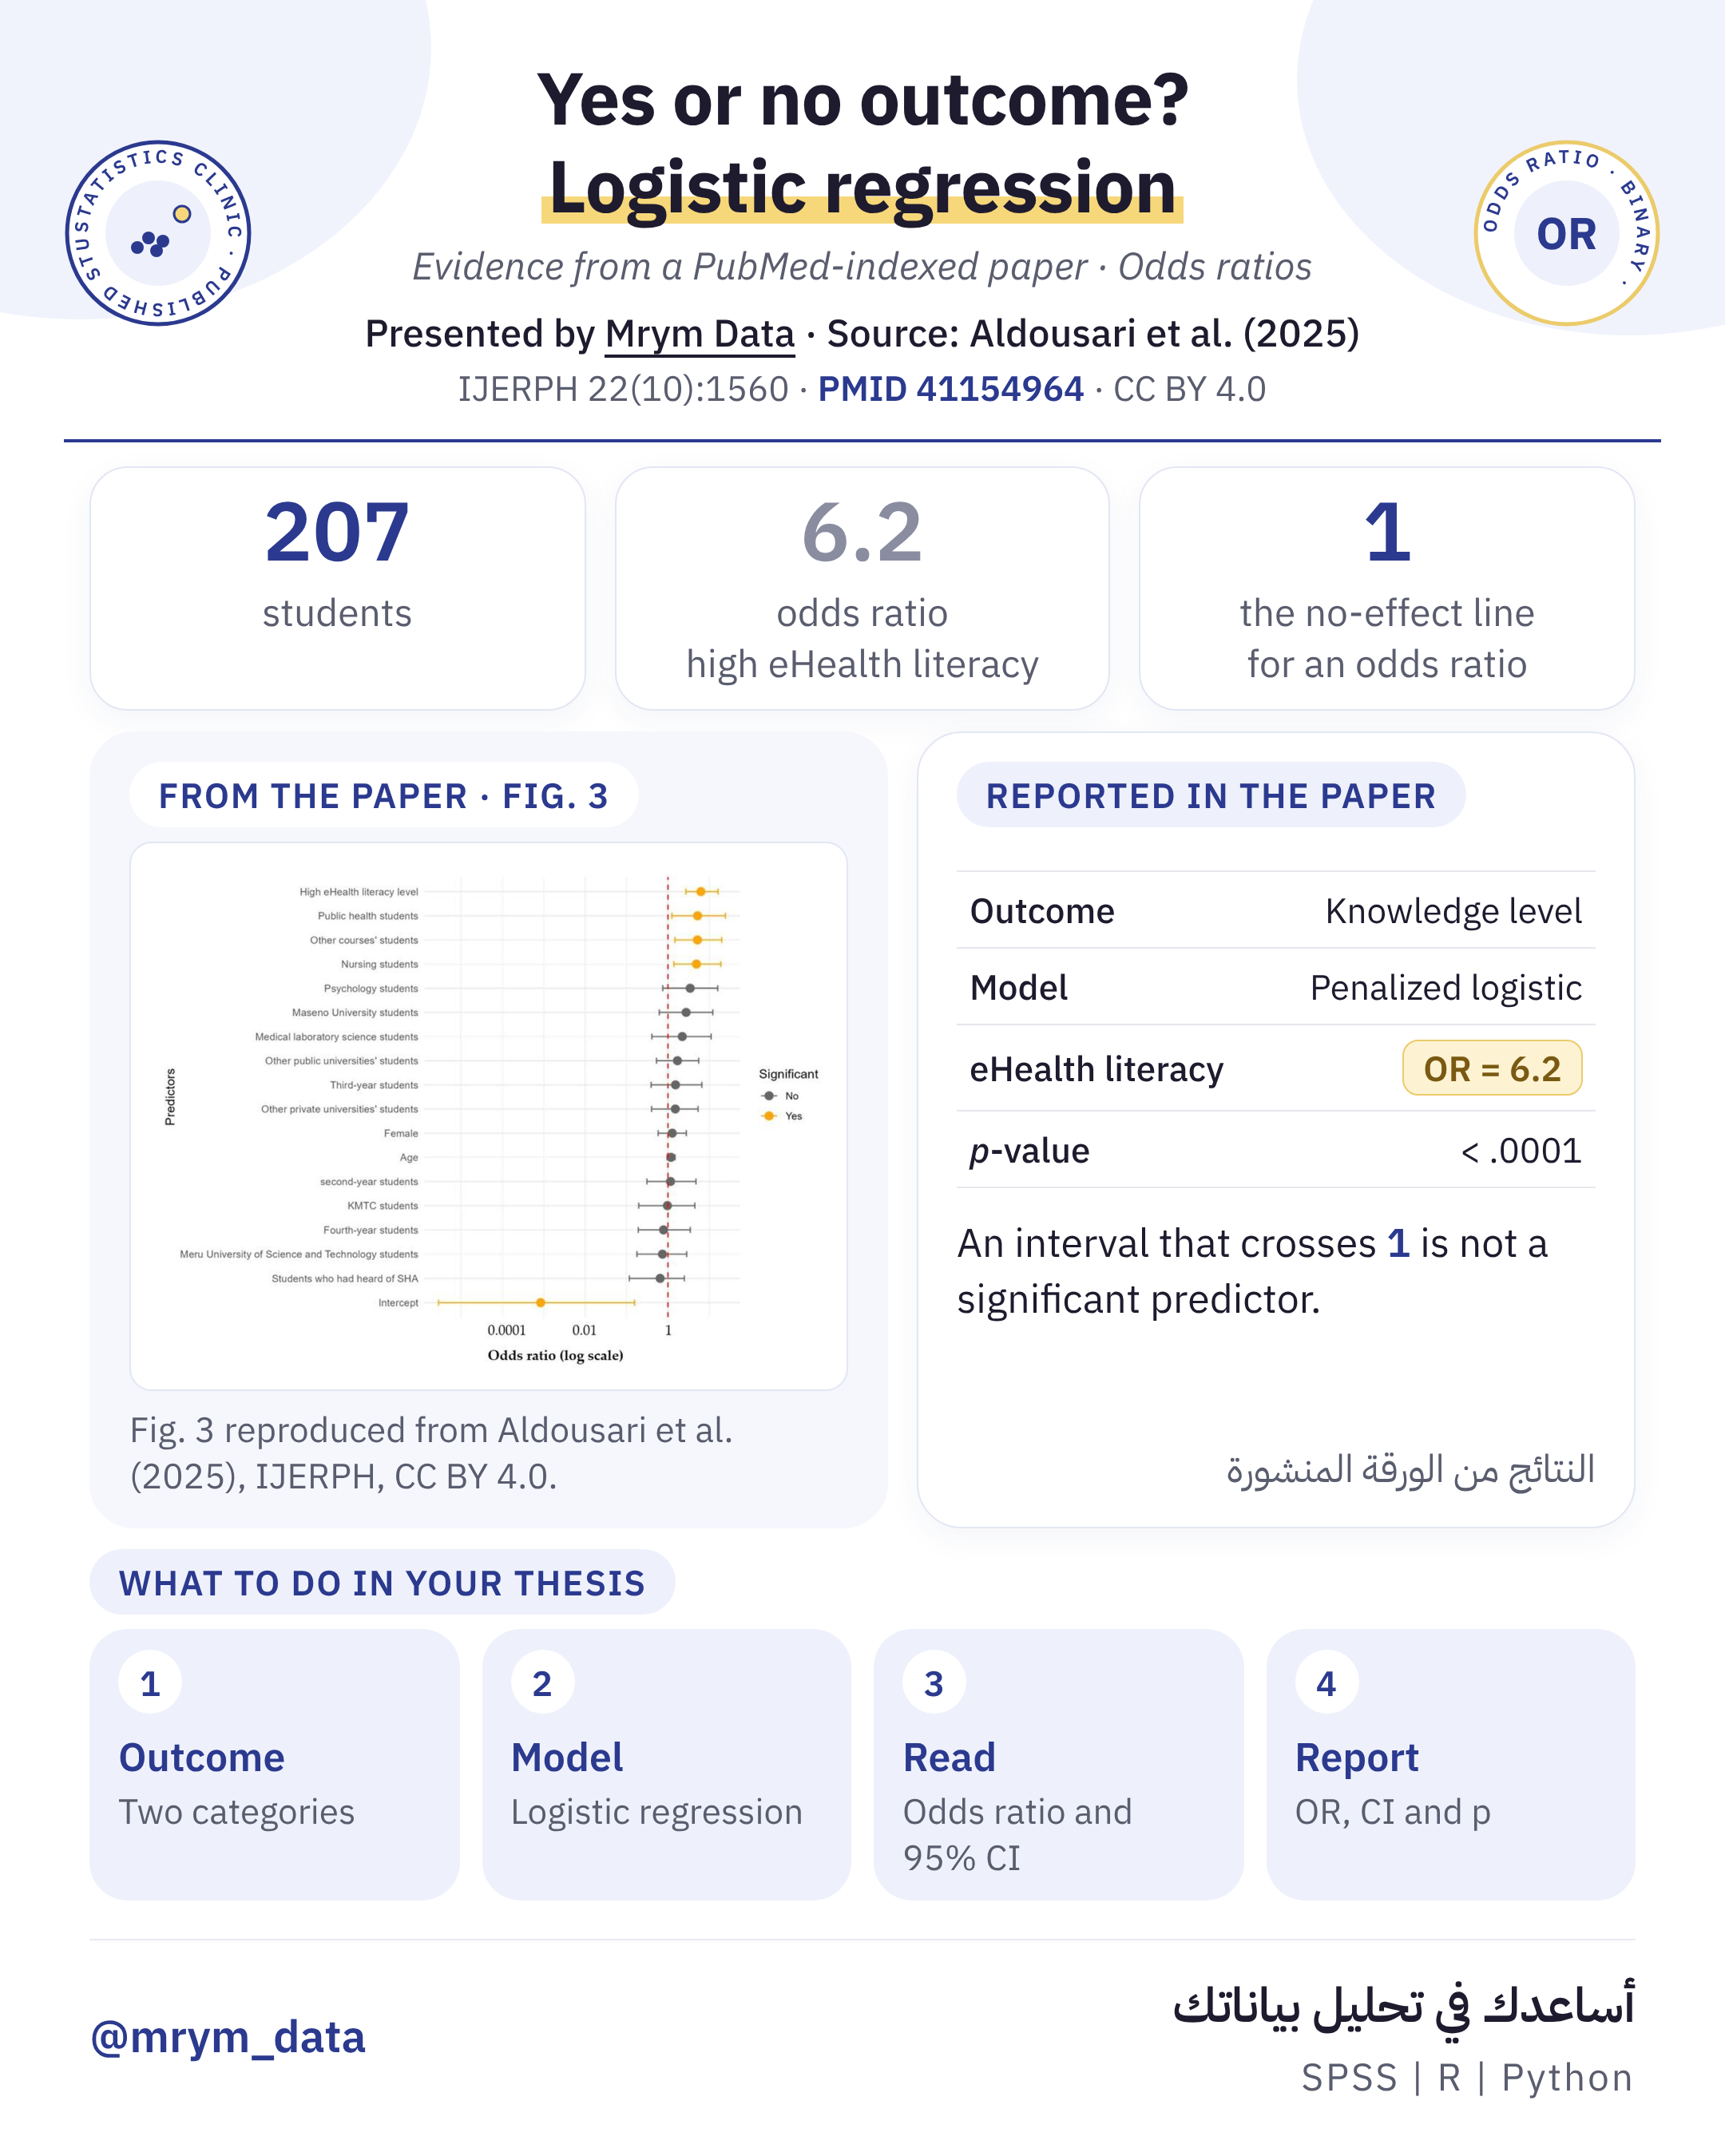 Yes or no outcome?
Logistic regression
Evidence from a PubMed-indexed paper · Odds ratios
Presented by Mrym Data · Source: Aldousari et al. (2025)
IJERPH 22(10):1560 · PMID 41154964 · CC BY 4.0
STATISTICS CLINIC · PUBLISHED STU
ODDS RATIO · BINARY ·
OR
207
students
6.2
odds ratio
high eHealth literacy
1
the no-effect line
for an odds ratio
FROM THE PAPER · FIG. 3
Predictors
High eHealth literacy level
Public health students
Other courses' students
Nursing students
Psychology students
Maseno University students
Medical laboratory science students
Other public universities' students
Third-year students
Other private universities' students
Female
Age
second-year students
KMTC students
Fourth-year students
Meru University of Science and Technology students
Students who had heard of SHA
Intercept
0.0001 0.01 1
Odds ratio (log scale)
Significant
No
Yes
Fig. 3 reproduced from Aldousari et al.
(2025), IJERPH, CC BY 4.0.
REPORTED IN THE PAPER
Outcome Knowledge level
Model Penalized logistic
eHealth literacy OR = 6.2
p-value < .0001
An interval that crosses 1 is not a
significant predictor.
النتائج من الورقة المنشورة
WHAT TO DO IN YOUR THESIS
1
Outcome
Two categories
2
Model
Logistic regression
3
Read
Odds ratio and
95% CI
4
Report
OR, CI and p
@mrym_data
أساعدك في تحليل بياناتك
SPSS | R | Python